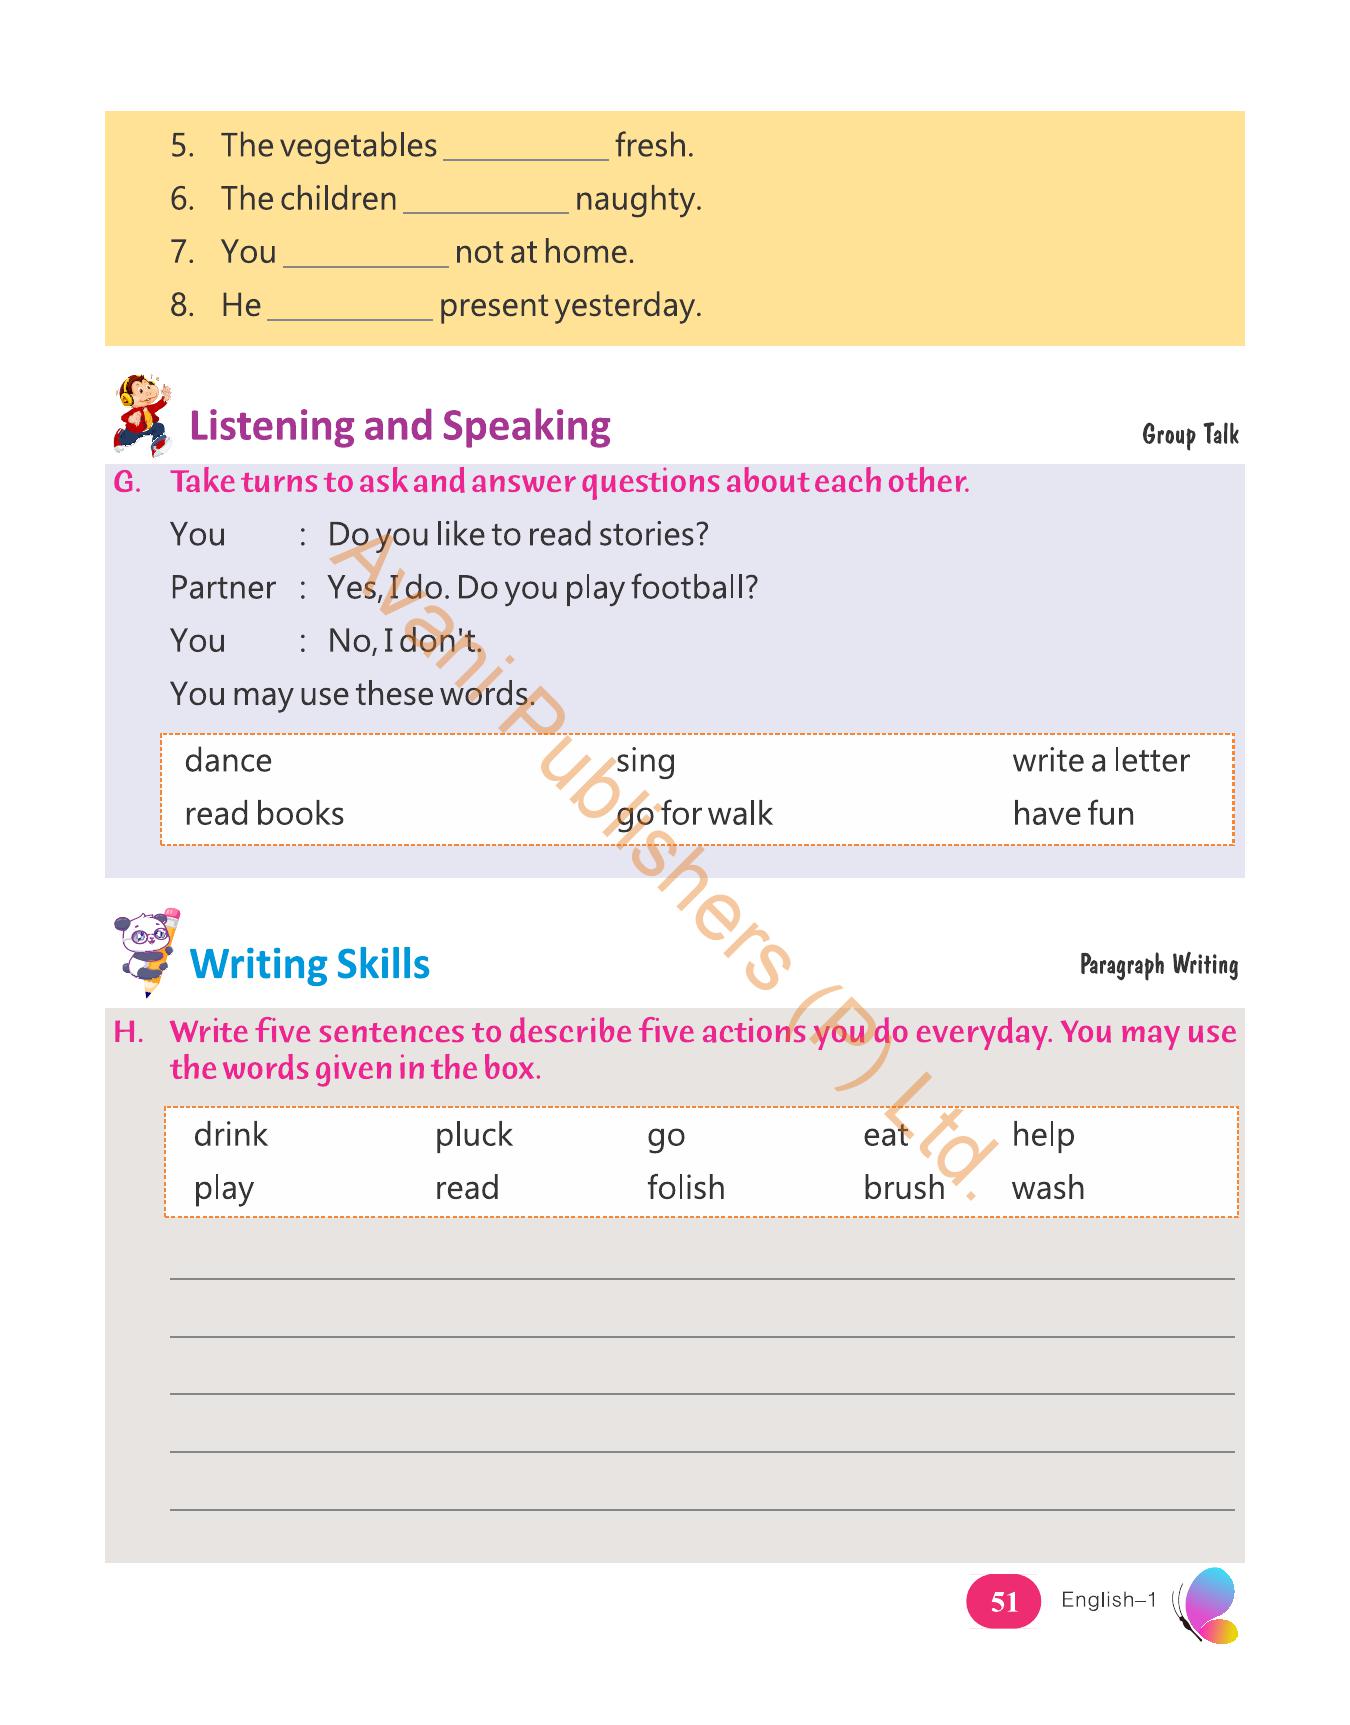 5. The vegetables __________ fresh.
6. The children __________ naughty.
7. You __________ not at home.
8. He __________ present yesterday.
Listening and Speaking
Group Talk
G. Take turns to ask and answer questions about each other.
You : Do you like to read stories?
Partner : Yes, I do. Do you play football?
You : No, I don't.
You may use these words.
dance sing write a letter
read books go for walk have fun
Writing Skills
Paragraph Writing
H. Write five sentences to describe five actions you do everyday. You may use
the words given in the box.
drink pluck go eat help
play read folish brush wash
51 English–1
Avani Publishers (P) Ltd.